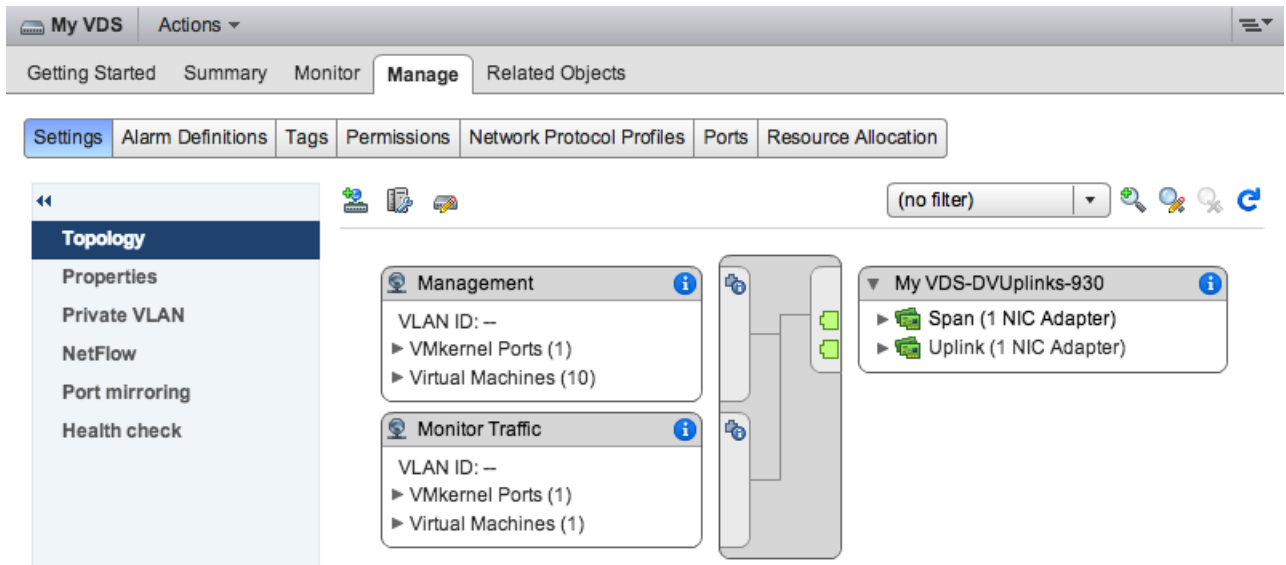 My VDS Actions
Getting Started Summary Monitor Manage Related Objects
Settings Alarm Definitions Tags Permissions Network Protocol Profiles Ports Resource Allocation
(no filter)
Topology
Properties
Private VLAN
NetFlow
Port mirroring
Health check
Management
VLAN ID: --
VMkernel Ports (1)
Virtual Machines (10)
Monitor Traffic
VLAN ID: --
VMkernel Ports (1)
Virtual Machines (1)
My VDS-DVUplinks-930
Span (1 NIC Adapter)
Uplink (1 NIC Adapter)